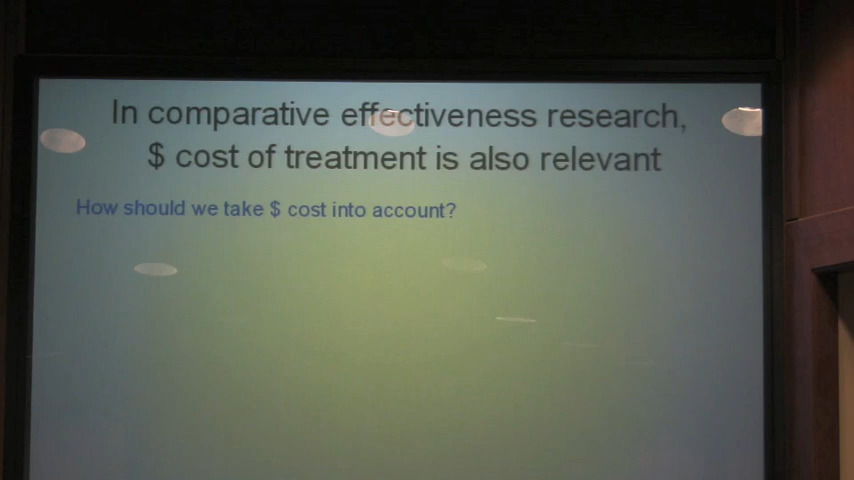 In comparative effectiveness research,
$ cost of treatment is also relevant
How should we take $ cost into account?